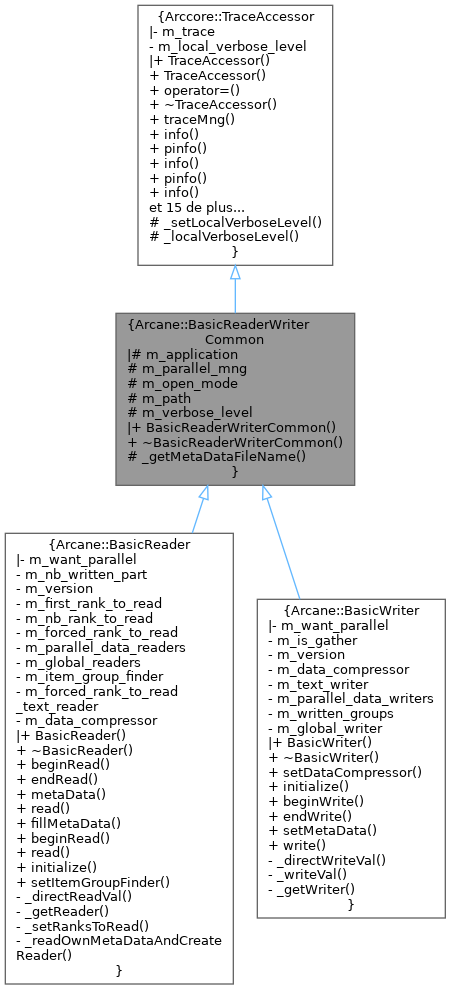 {Arccore::TraceAccessor
|- m_trace
- m_local_verbose_level
|+ TraceAccessor()
+ TraceAccessor()
+ operator=()
+ ~TraceAccessor()
+ traceMng()
+ info()
+ pinfo()
+ info()
+ pinfo()
+ info()
et 15 de plus...
# _setLocalVerboseLevel()
# _localVerboseLevel()
}
{Arcane::BasicReaderWriter
Common
|# m_application
# m_parallel_mng
# m_open_mode
# m_path
# m_verbose_level
|+ BasicReaderWriterCommon()
+ ~BasicReaderWriterCommon()
# _getMetaDataFileName()
}
{Arcane::BasicReader
|- m_want_parallel
- m_nb_written_part
- m_version
- m_first_rank_to_read
- m_nb_rank_to_read
- m_forced_rank_to_read
- m_parallel_data_readers
- m_global_readers
- m_item_group_finder
- m_forced_rank_to_read
_text_reader
- m_data_compressor
|+ BasicReader()
+ ~BasicReader()
+ beginRead()
+ endRead()
+ metaData()
+ read()
+ fillMetaData()
+ beginRead()
+ read()
+ initialize()
+ setItemGroupFinder()
- _directReadVal()
- _getReader()
- _setRanksToRead()
- _readOwnMetaDataAndCreate
Reader()
}
{Arcane::BasicWriter
|- m_want_parallel
- m_is_gather
- m_version
- m_data_compressor
- m_text_writer
- m_parallel_data_writers
- m_written_groups
- m_global_writer
|+ BasicWriter()
+ ~BasicWriter()
+ setDataCompressor()
+ initialize()
+ beginWrite()
+ endWrite()
+ setMetaData()
+ write()
- _directWriteVal()
- _writeVal()
- _getWriter()
}